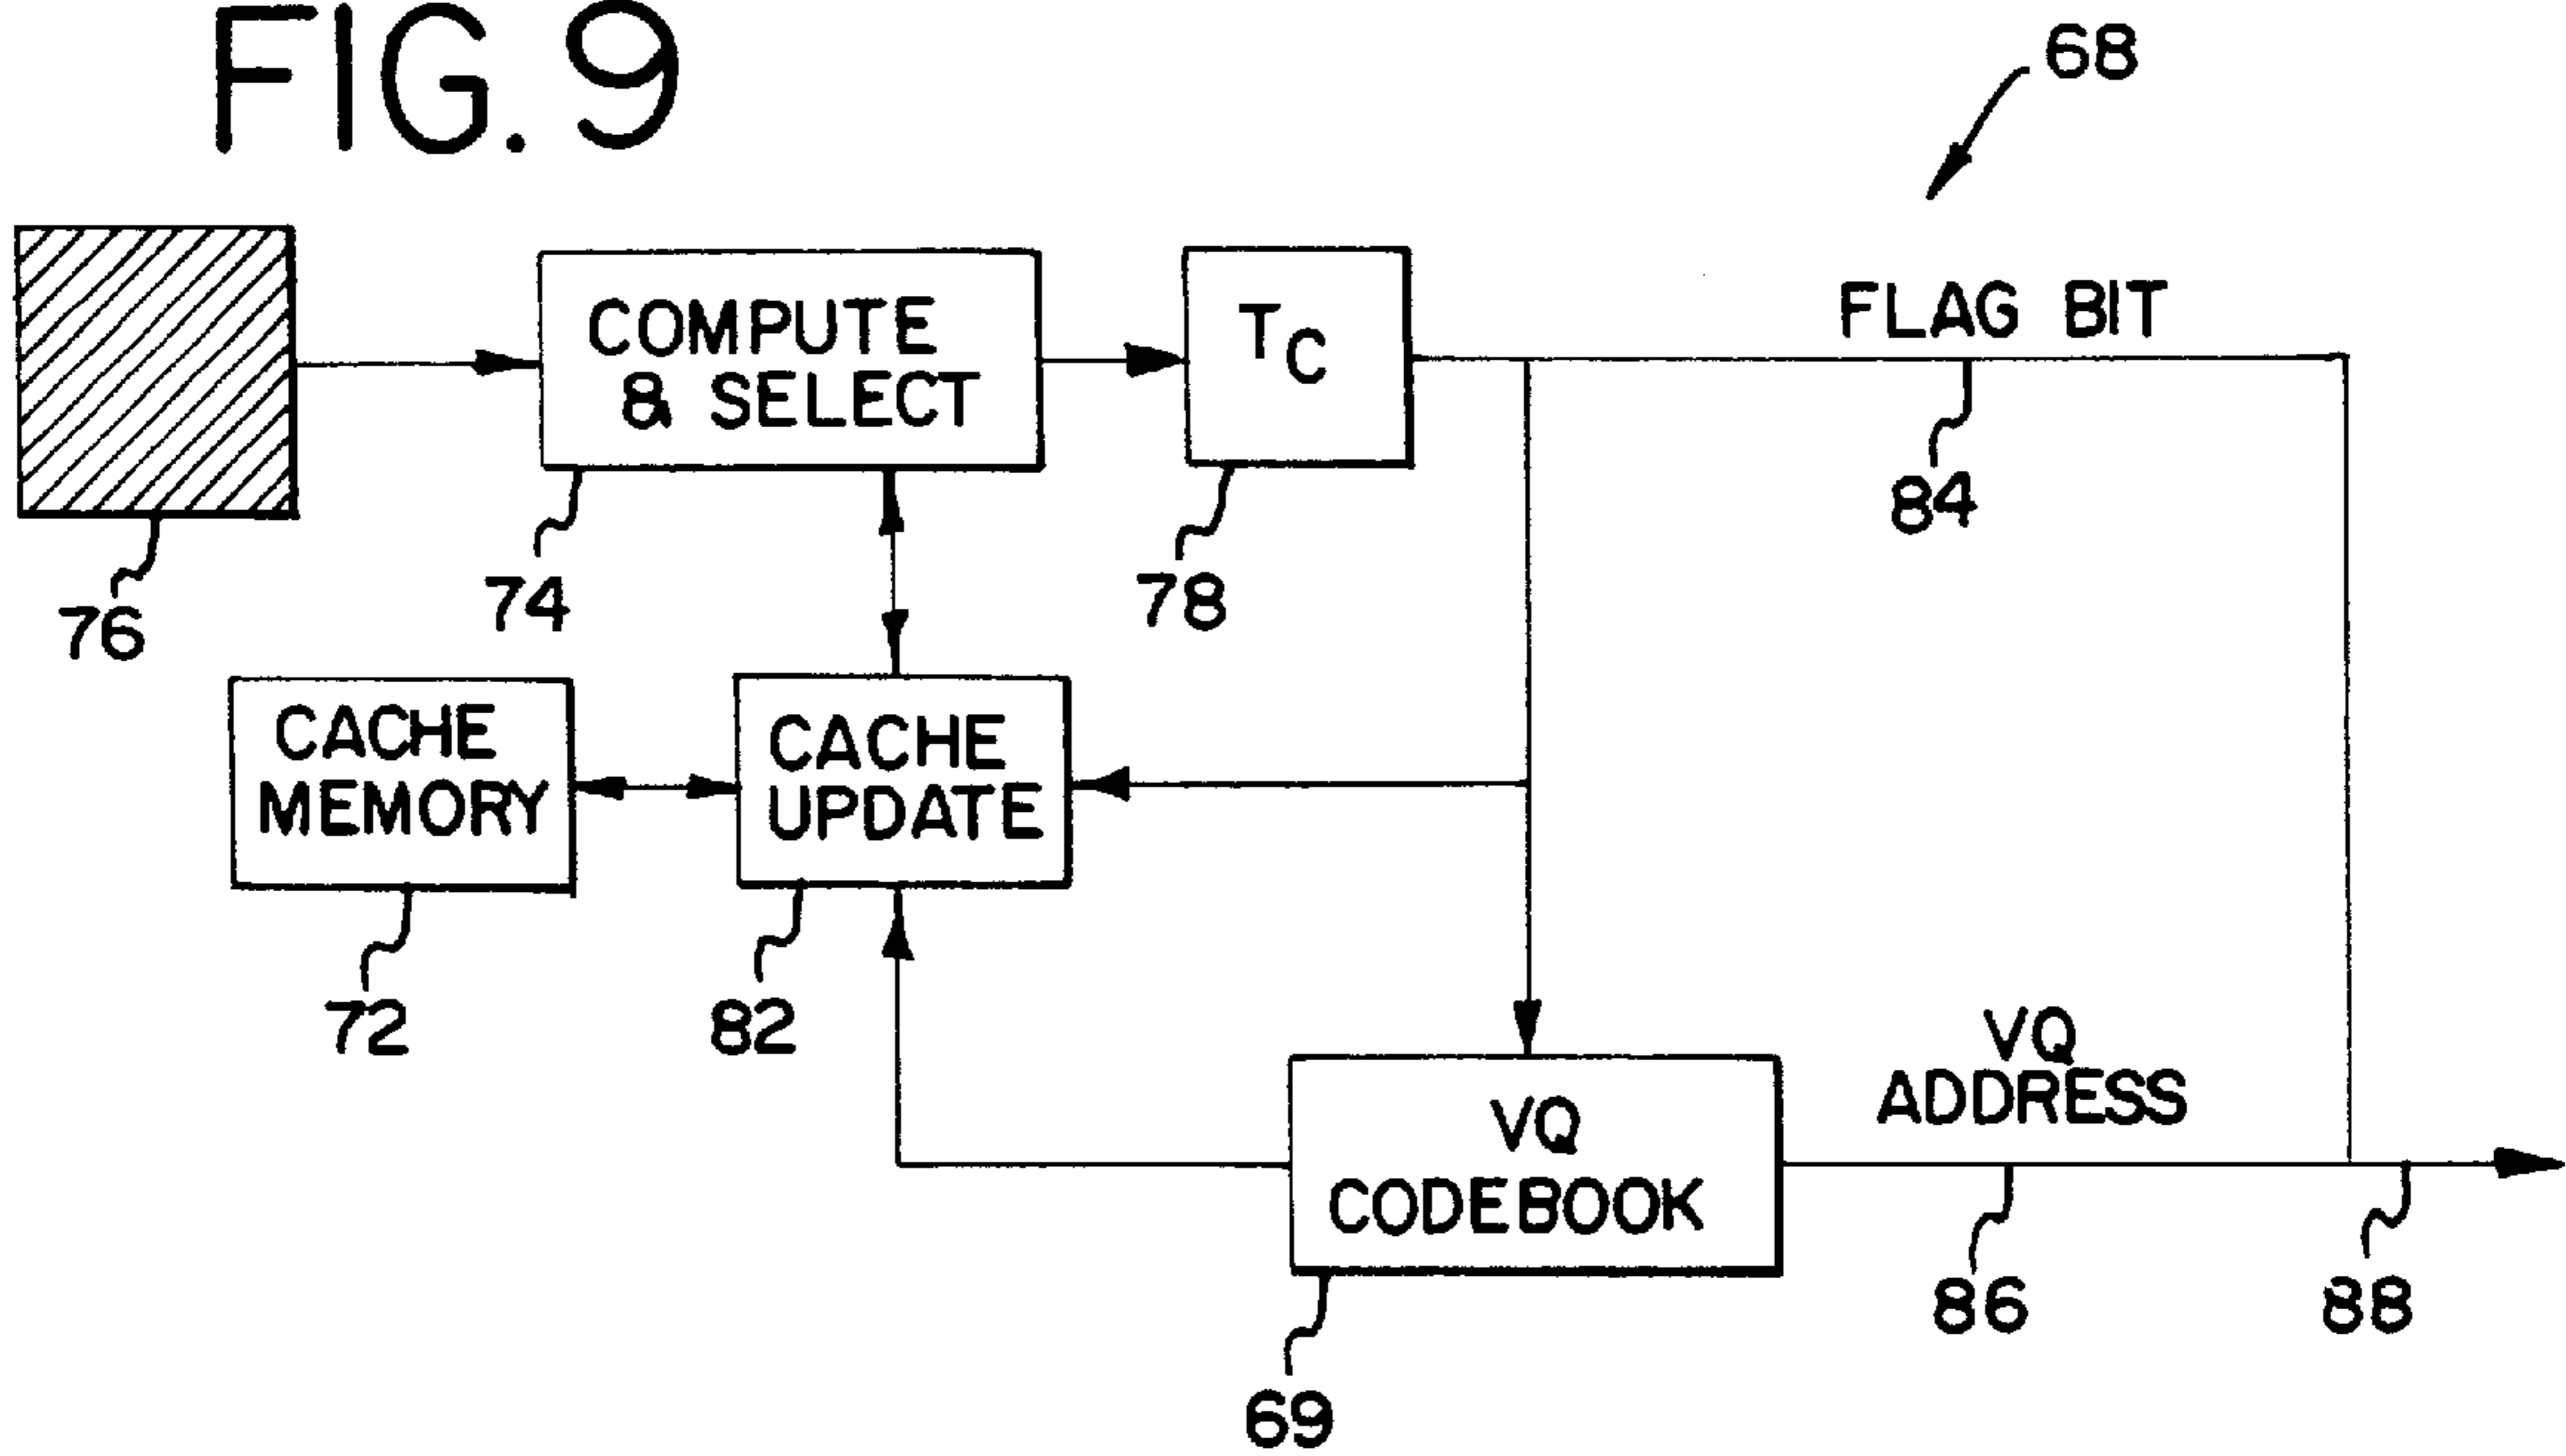 FIG. 9
68
COMPUTE
& SELECT
TC
FLAG BIT
84
76
74
78
CACHE
MEMORY
CACHE
UPDATE
72
82
VQ
ADDRESS
VQ
CODEBOOK
86
88
69